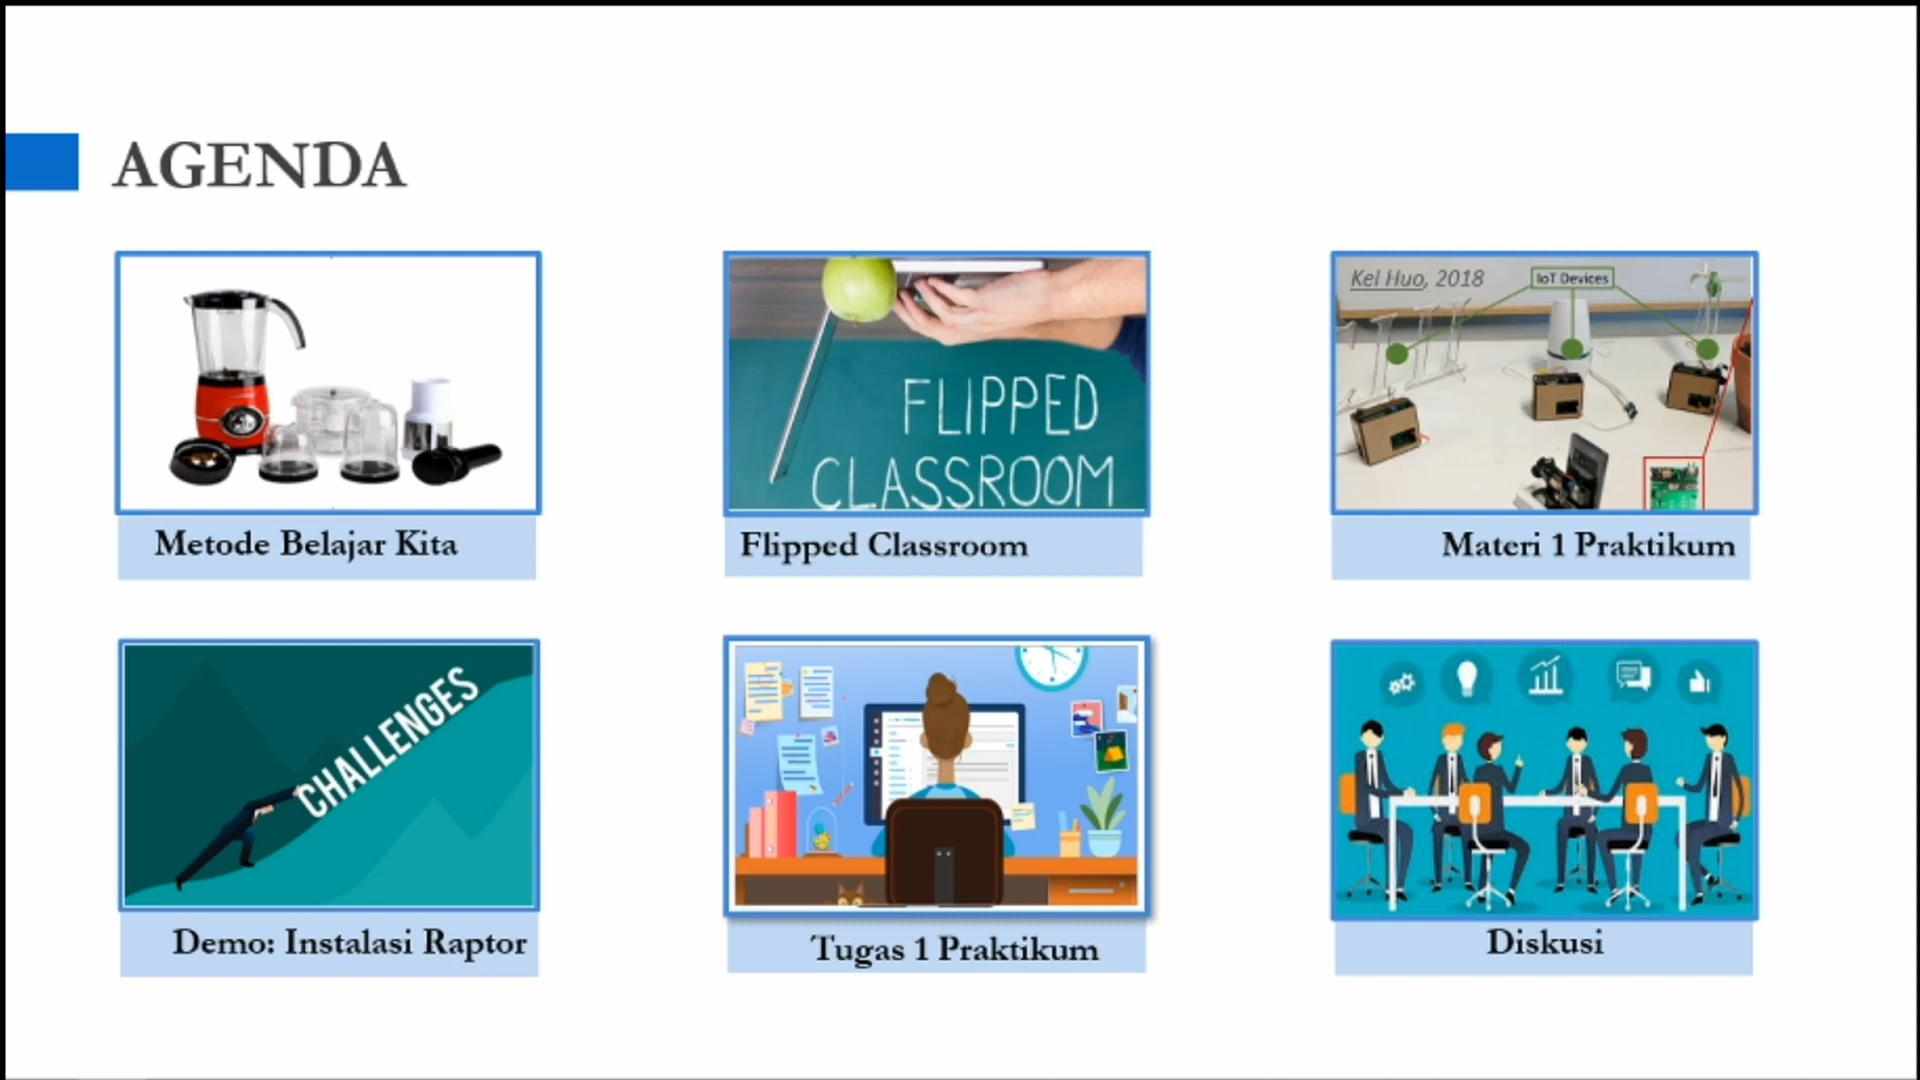 AGENDA
FLIPPED
CLASSROOM
Kei Huo, 2018
IoT Devices
Metode Belajar Kita
Flipped Classroom
Materi 1 Praktikum
CHALLENGES
Demo: Instalasi Raptor
Tugas 1 Praktikum
Diskusi